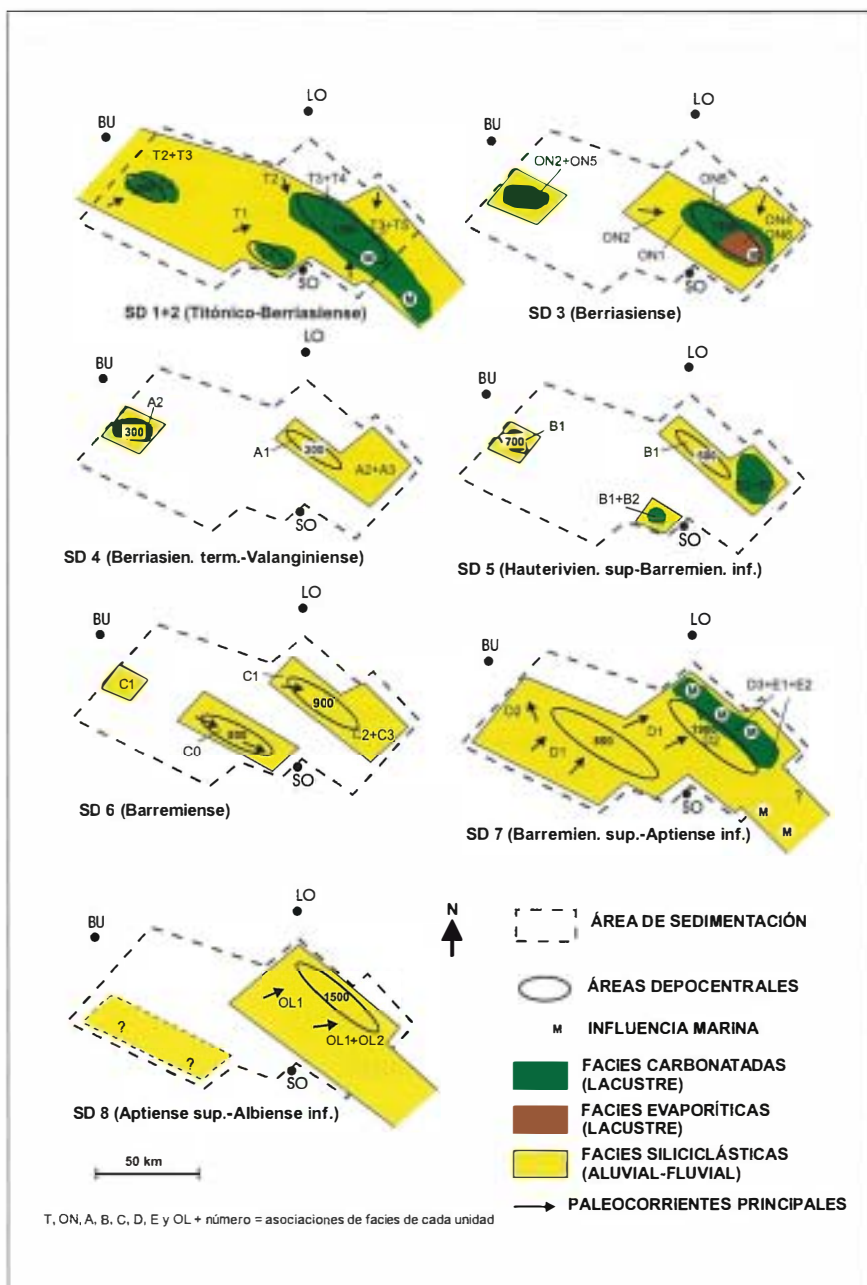 LO
BU
T2+T3
T2
T3+T4
T1
T3+T5
M
M
SO
SD 1+2 (Titónico-Berriasiense)
LO
BU
ON2+ON5
ON5
ON2
ON1
M
SO
SD 3 (Berriasiense)
LO
BU
A2
300
A1
300
A2+A3
SO
SD 4 (Berriasien. term.-Valanginiense)
LO
BU
B1
700
B1
B1+B2
SO
SD 5 (Hauterivien. sup-Barremien. inf.)
LO
BU
C1
C1
900
C0
C2+C3
SO
SD 6 (Barremiense)
LO
BU
M
M
M
D3+E1+E2
D2
D1
D1
SO
?
M
M
SD 7 (Barremien. sup.-Aptiense inf.)
LO
BU
1500
OL1
OL1+OL2
?
?
SO
SD 8 (Aptiense sup.-Albiense inf.)
50 km
N
ÁREA DE SEDIMENTACIÓN
ÁREAS DEPOCENTRALES
M INFLUENCIA MARINA
FACIES CARBONATADAS
(LACUSTRE)
FACIES EVAPORÍTICAS
(LACUSTRE)
FACIES SILICICLÁSTICAS
(ALUVIAL-FLUVIAL)
PALEOCORRIENTES PRINCIPALES
T, ON, A, B, C, D, E y OL + número = asociaciones de facies de cada unidad